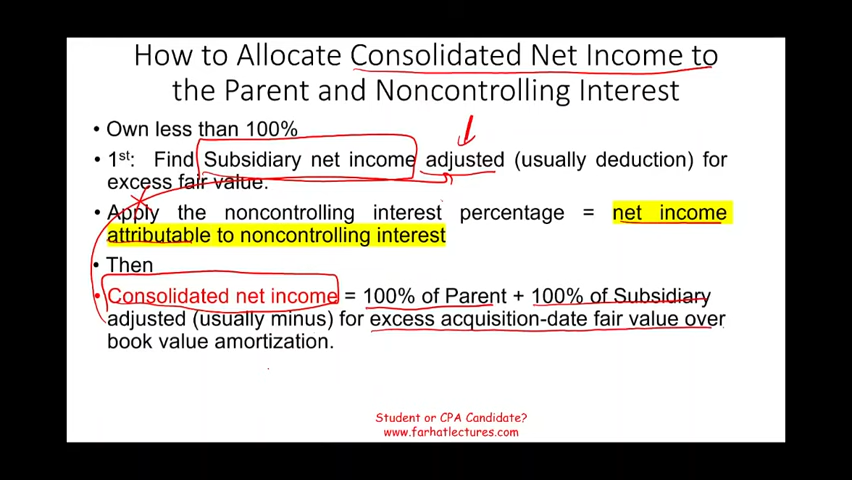 How to Allocate Consolidated Net Income to
the Parent and Noncontrolling Interest
• Own less than 100%
• 1st: Find Subsidiary net income adjusted (usually deduction) for
excess fair value.
• Apply the noncontrolling interest percentage = net income
attributable to noncontrolling interest
• Then
• Consolidated net income = 100% of Parent + 100% of Subsidiary
adjusted (usually minus) for excess acquisition-date fair value over
book value amortization.
Student or CPA Candidate?
www.farhatlectures.com